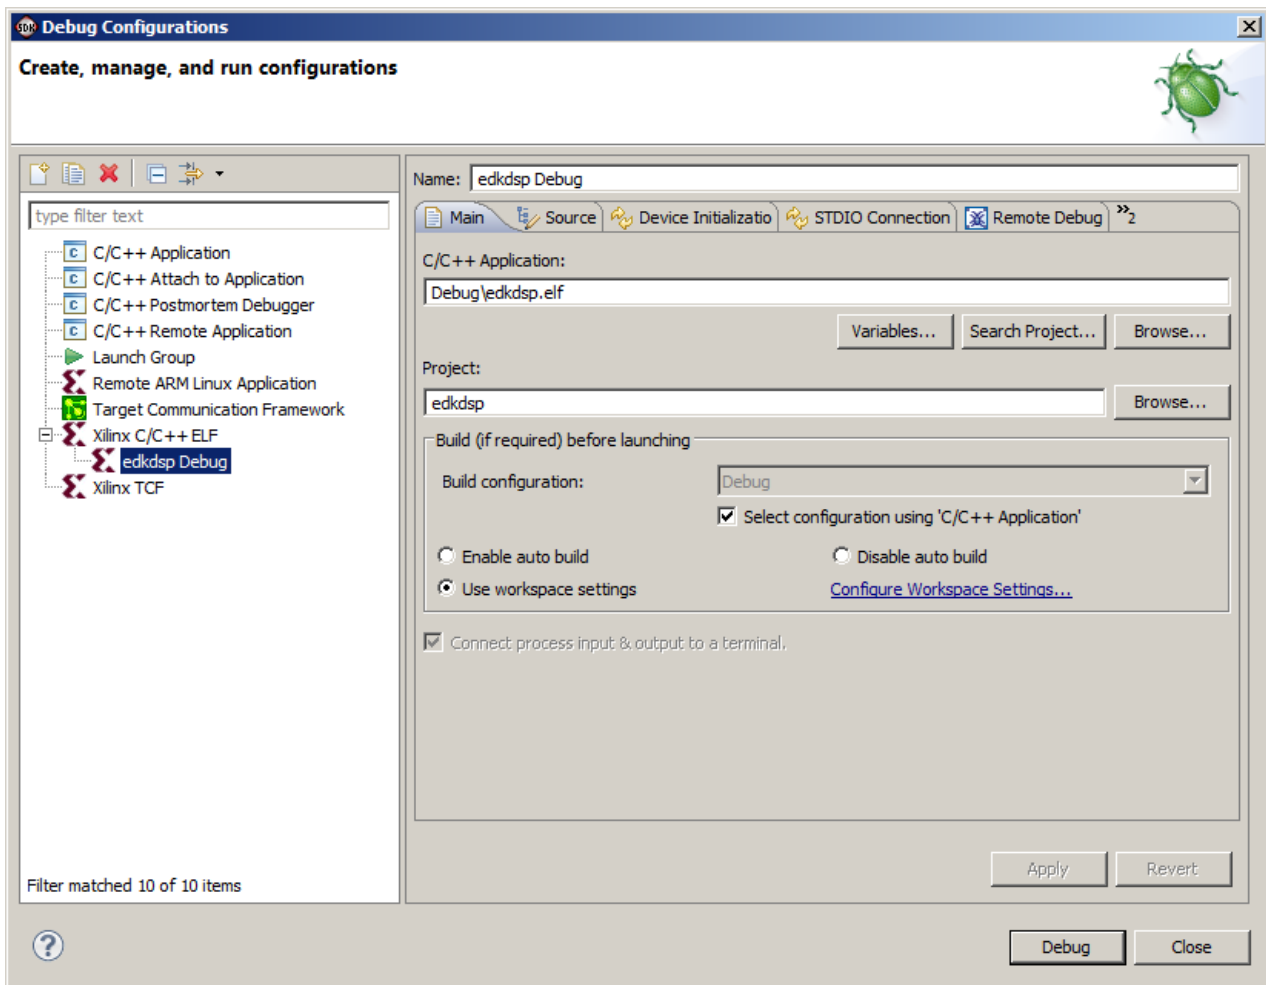 SDK Debug Configurations
Create, manage, and run configurations
type filter text
C/C++ Application
C/C++ Attach to Application
C/C++ Postmortem Debugger
C/C++ Remote Application
Launch Group
Remote ARM Linux Application
Target Communication Framework
Xilinx C/C++ ELF
edkdsp Debug
Xilinx TCF
Filter matched 10 of 10 items
Name: edkdsp Debug
Main Source Device Initializatio STDIO Connection Remote Debug »2
C/C++ Application:
Debug\edkdsp.elf
Variables... Search Project... Browse...
Project:
edkdsp Browse...
Build (if required) before launching
Build configuration: Debug
Select configuration using 'C/C++ Application'
Enable auto build Disable auto build
Use workspace settings Configure Workspace Settings...
Connect process input & output to a terminal.
Apply Revert
Debug Close